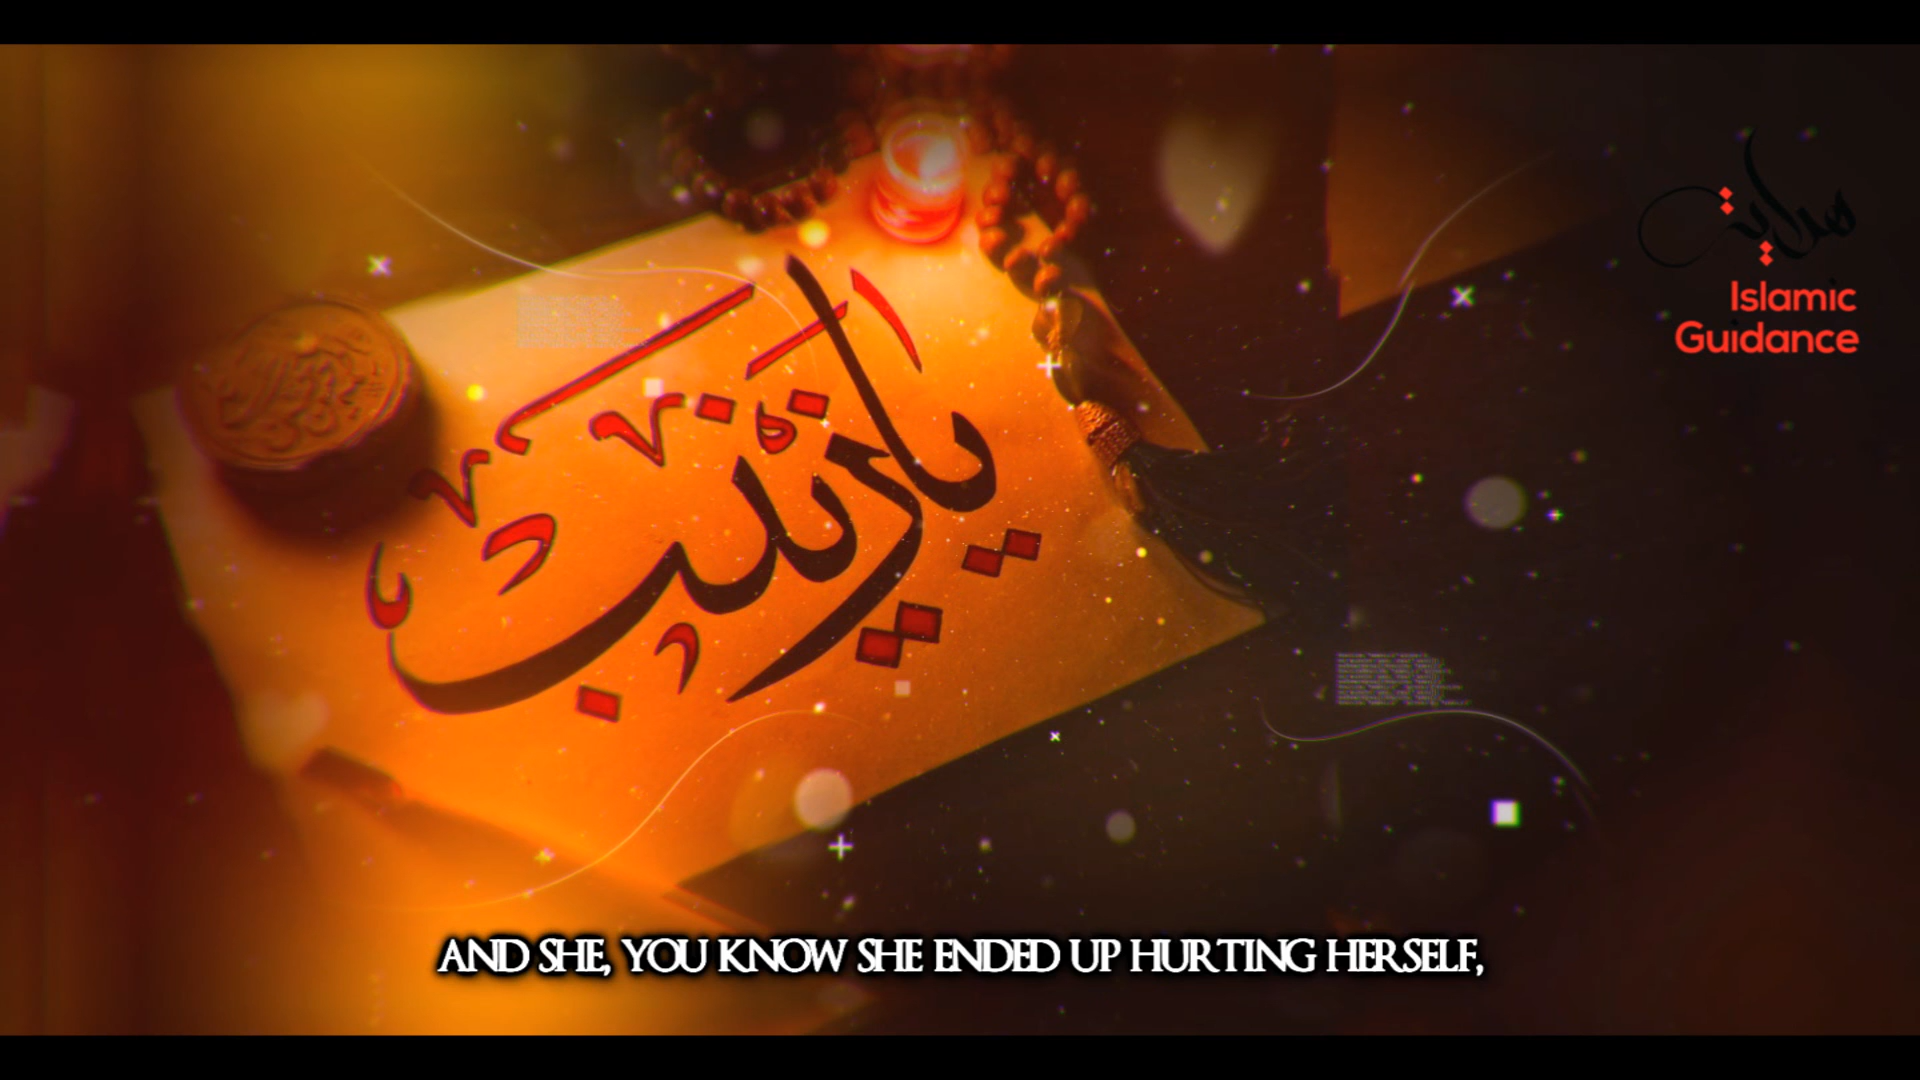 هداية
Islamic
Guidance
يا زينب
AND SHE, YOU KNOW SHE ENDED UP HURTING HERSELF,